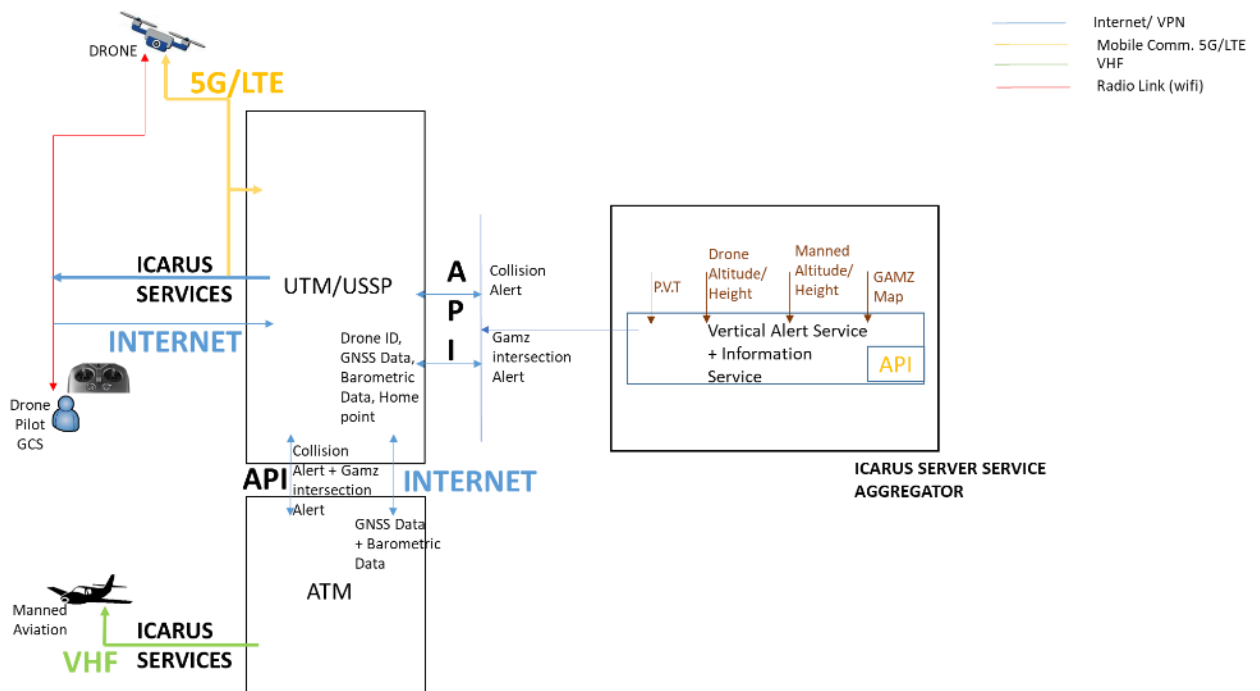 Internet/ VPN
Mobile Comm. 5G/LTE
VHF
Radio Link (wifi)
DRONE
5G/LTE
ICARUS
SERVICES
INTERNET
Drone
Pilot
GCS
UTM/USSP
Drone ID,
GNSS Data,
Barometric
Data, Home
point
A
P
I
Collision
Alert
Gamz
intersection
Alert
P.V.T
Drone
Altitude/
Height
Manned
Altitude/
Height
GAMZ
Map
Vertical Alert Service
+ Information
Service
API
ICARUS SERVER SERVICE
AGGREGATOR
API
Collision
Alert + Gamz
intersection
Alert
INTERNET
GNSS Data
+ Barometric
Data
ATM
Manned
Aviation
ICARUS
SERVICES
VHF